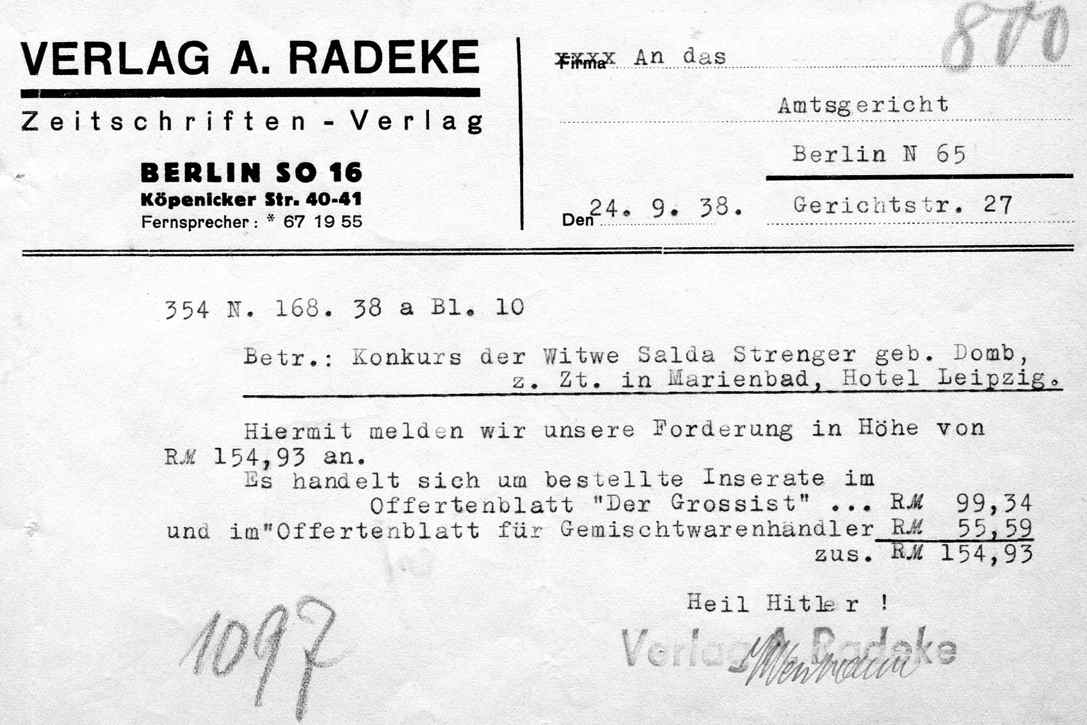 800
VERLAG A. RADEKE
Zeitschriften-Verlag
BERLIN SO 16
Köpenicker Str. 40-41
Fernsprecher: * 67 19 55
Firma An das
Amtsgericht
Berlin N 65
Den 24. 9. 38. Gerichtstr. 27
354 N. 168. 38 a Bl. 10
Betr.: Konkurs der Witwe Salda Strenger geb. Domb,
z. Zt. in Marienbad, Hotel Leipzig.
Hiermit melden wir unsere Forderung in Höhe von
RM 154,93 an.
Es handelt sich um bestellte Inserate im
Offertenblatt "Der Grossist" ... RM 99,34
und im"Offertenblatt für Gemischtwarenhändler RM 55,59
zus. RM 154,93
Heil Hitler !
Verlag A. Radeke
1097